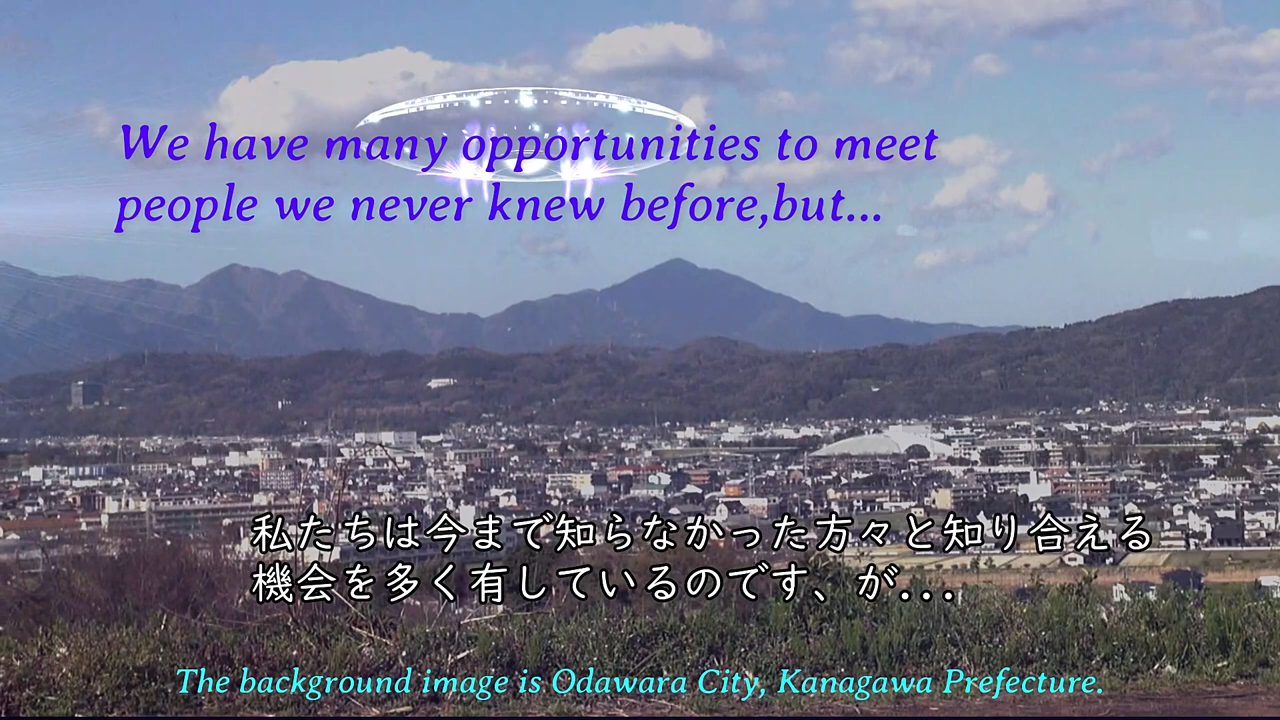 We have many opportunities to meet
people we never knew before,but...
私たちは今まで知らなかった方々と知り合える
機会を多く有しているのです、が...
The background image is Odawara City, Kanagawa Prefecture.